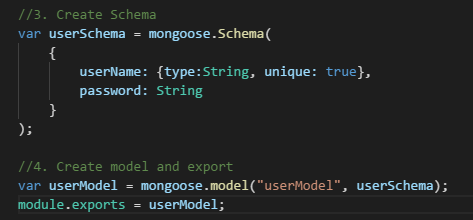 //3. Create Schema
var userSchema = mongoose.Schema(
{
userName: {type:String, unique: true},
password: String
}
);
//4. Create model and export
var userModel = mongoose.model("userModel", userSchema);
module.exports = userModel;